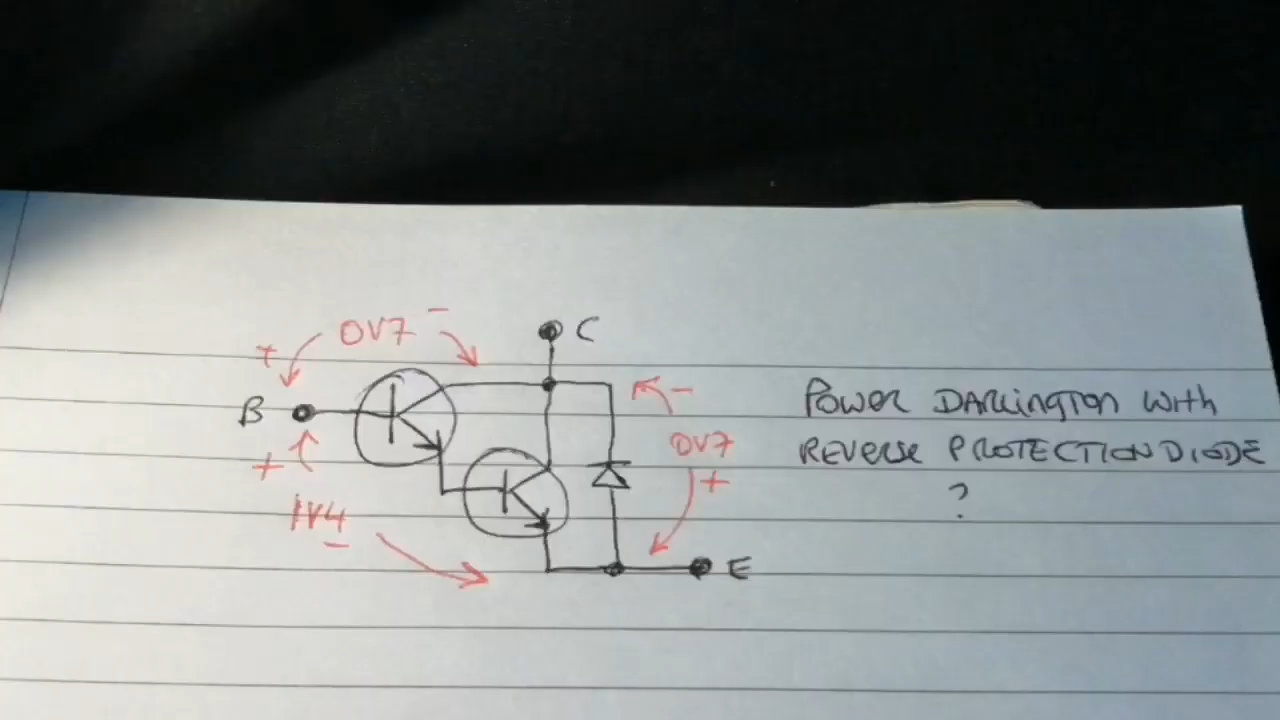 0V7 -
+
C
B
-
Power Darlington with
+
0V7
+
Reverse Protection Diode
?
1V4
-
E